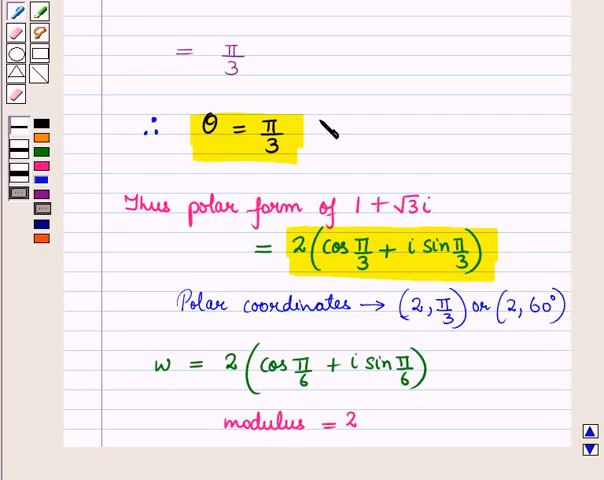 = π/3
∴ θ = π/3
Thus polar form of 1 + √3i
= 2(cos π/3 + i sin π/3)
Polar coordinates → (2, π/3) or (2, 60°)
w = 2(cos π/6 + i sin π/6)
modulus = 2